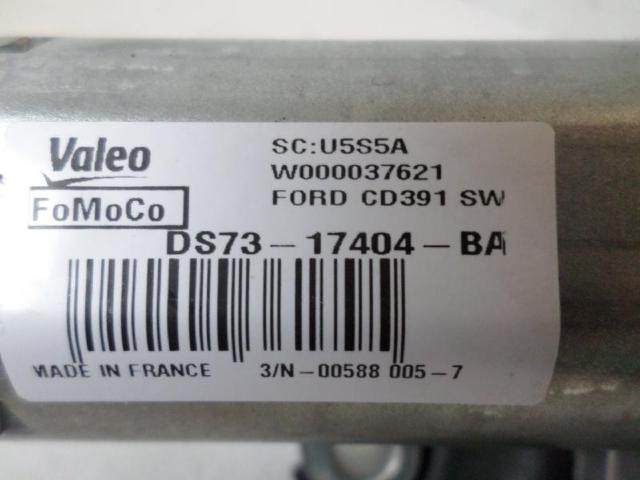 Valeo
FoMoCo
SC:U5S5A
W000037621
FORD CD391 SW
DS73-17404-BA
MADE IN FRANCE
3/N-00588 005-7